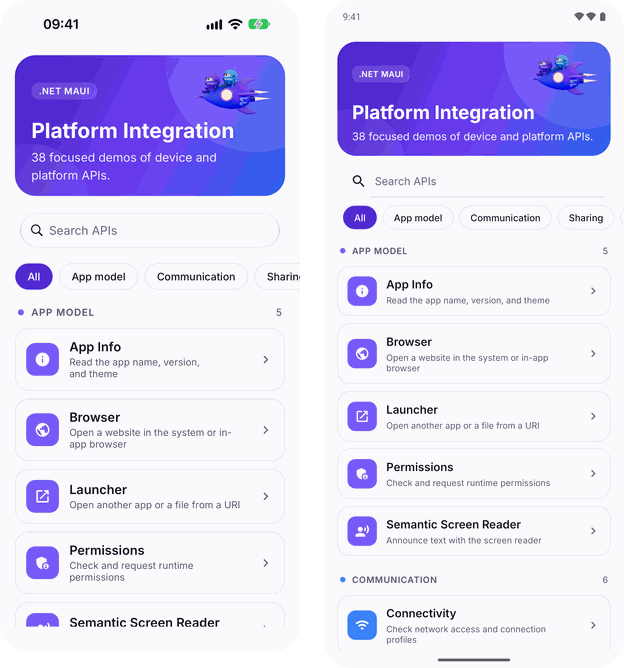 09:41
.NET MAUI
Platform Integration
38 focused demos of device and
platform APIs.
Search APIs
All
App model
Communication
Sharing
APP MODEL
5
App Info
Read the app name, version,
and theme
Browser
Open a website in the system or in-
app browser
Launcher
Open another app or a file from a URI
Permissions
Check and request runtime
permissions
Semantic Screen Reader
9:41
.NET MAUI
Platform Integration
38 focused demos of device and platform APIs.
Search APIs
All
App model
Communication
Sharing
APP MODEL
5
App Info
Read the app name, version, and theme
Browser
Open a website in the system or in-app
browser
Launcher
Open another app or a file from a URI
Permissions
Check and request runtime permissions
Semantic Screen Reader
Announce text with the screen reader
COMMUNICATION
6
Connectivity
Check network access and connection
profiles